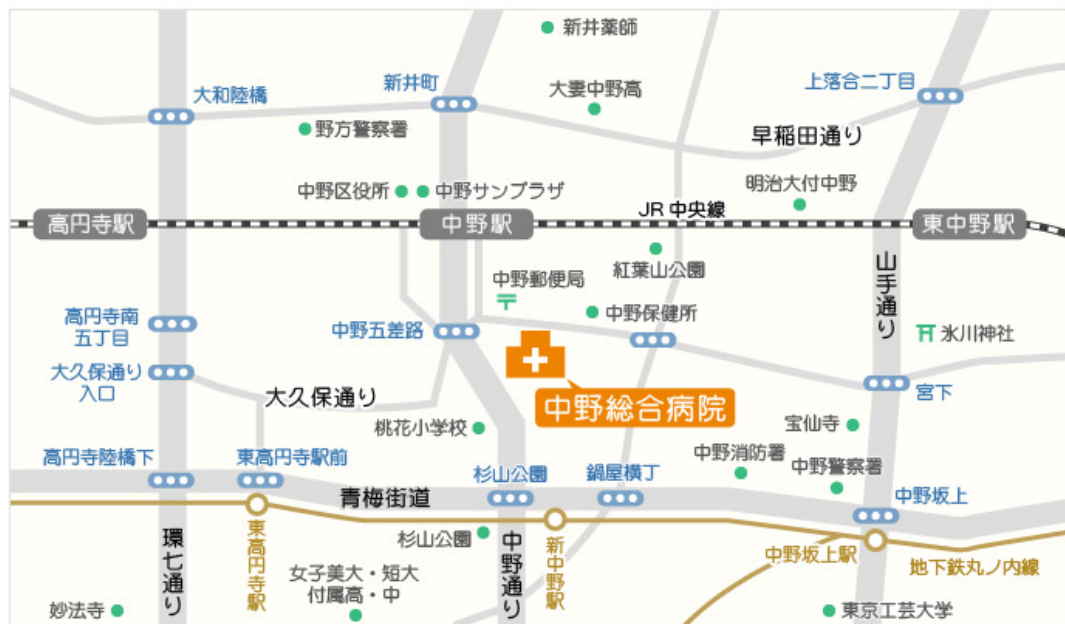 新井薬師
大和陸橋
新井町
大妻中野高
上落合二丁目
野方警察署
早稲田通り
中野区役所
中野サンプラザ
明治大付中野
JR中央線
高円寺駅
中野駅
東中野駅
紅葉山公園
山手通り
中野郵便局
中野保健所
高円寺南
五丁目
中野五差路
氷川神社
大久保通り
入口
大久保通り
中野総合病院
宮下
桃花小学校
宝仙寺
高円寺陸橋下
東高円寺駅前
杉山公園
鍋屋横丁
中野消防署
中野警察署
中野坂上
青梅街道
環七通り
東高円寺駅
杉山公園
中野通り
新中野駅
中野坂上駅
地下鉄丸ノ内線
女子美大・短大
付属高・中
妙法寺
東京工芸大学